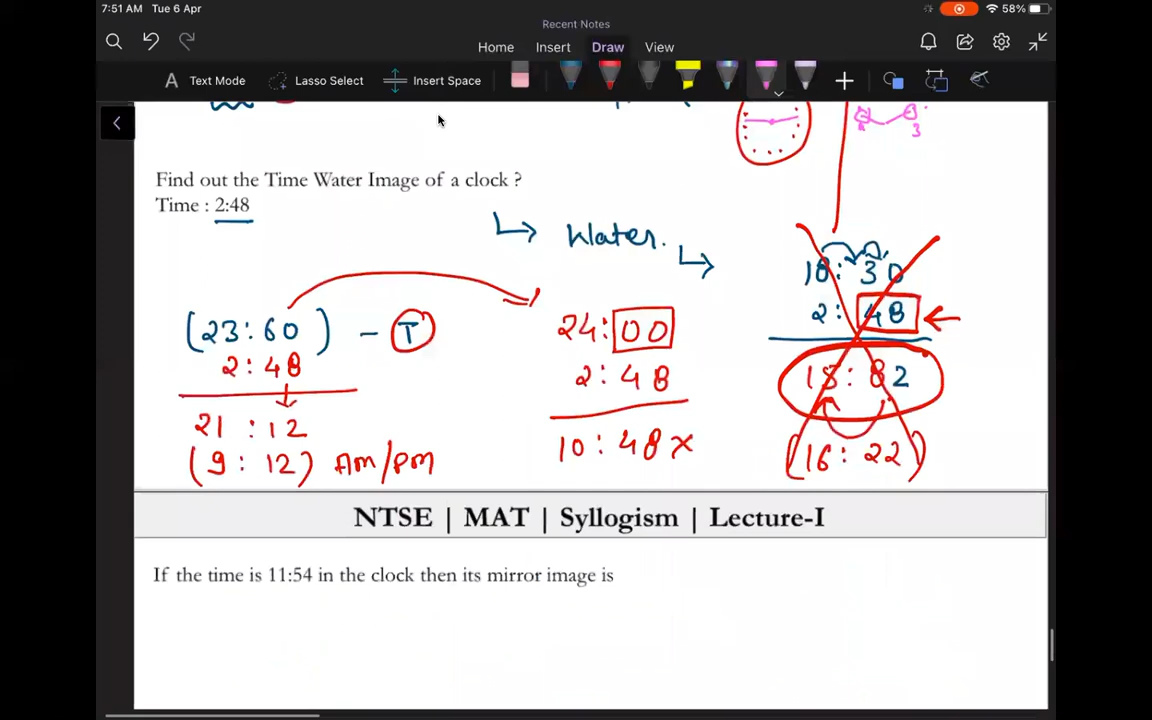 7:51 AM Tue 6 Apr
58%
Recent Notes
Home Insert Draw View
Text Mode Lasso Select Insert Space
3
Find out the Time Water Image of a clock ?
Time : 2:48
Water.
(23:60) - T
2:48
21:12
(9:12) Am/pm
24:00
2:48
10:48x
18:30
2:48
15:82
(16:22)
NTSE | MAT | Syllogism | Lecture-I
If the time is 11:54 in the clock then its mirror image is